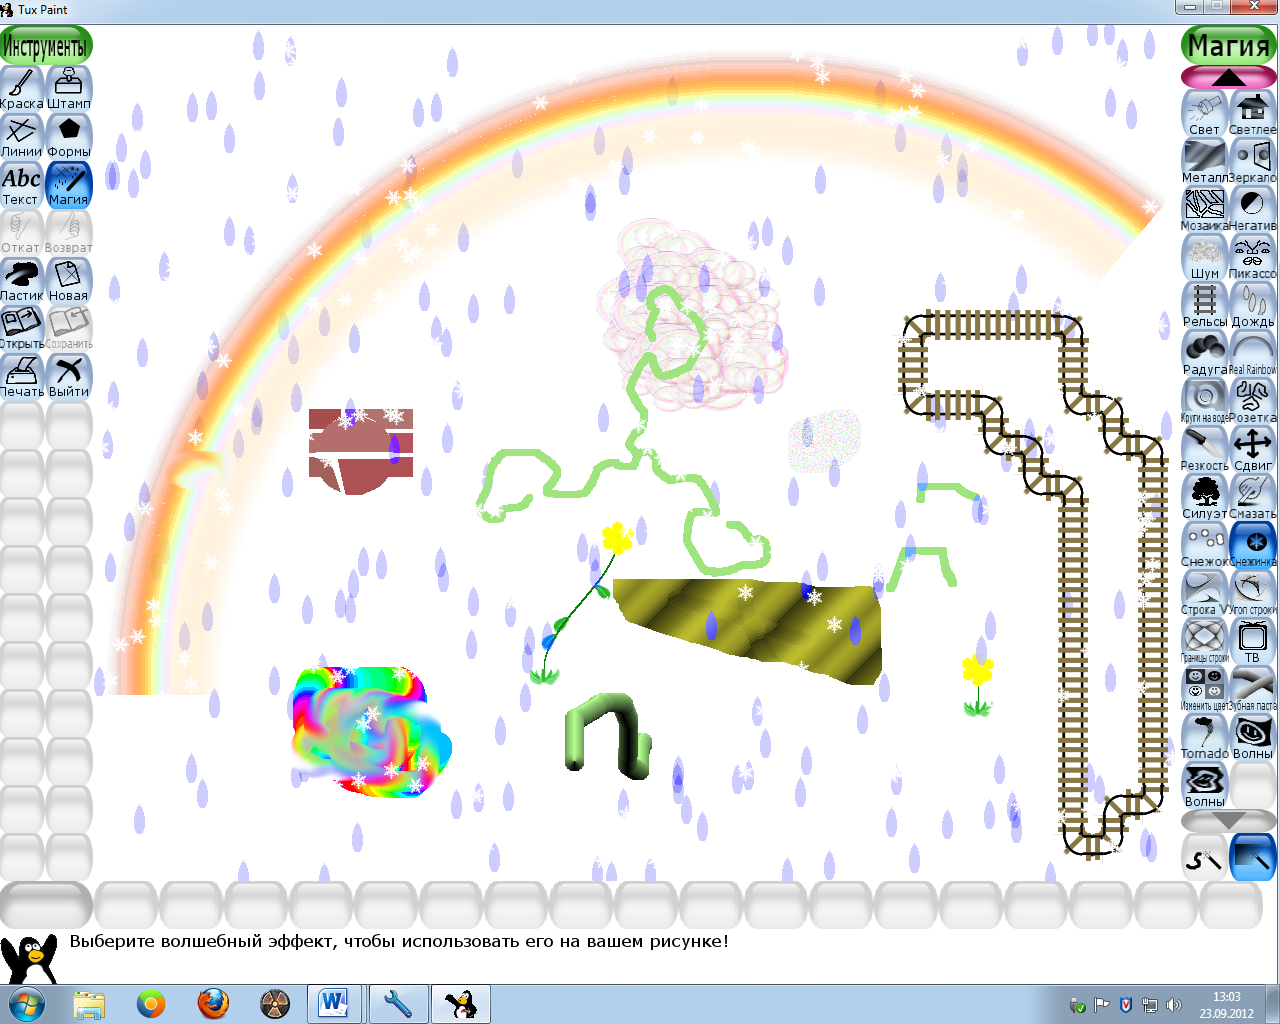 Tux Paint
Инструменты
Магия
Краска Штамп
Линии Формы
Abc
Текст Магия
Откат Возврат
Ластик Новая
Открыть Сохранить
Печать Выйти
Свет Светлее
Металл Зеркало
Мозаика Негатив
Шум Пикассо
Рельсы Дождь
Радуга Real Rainbow
Круги на воде Розетка
Резкость Сдвиг
Силуэт Смазать
Снежок Снежинка
Строка 'V' Угол строки
Границы строки ТВ
Изменить цвет Зубная паста
Tornado Волны
Волны
Выберите волшебный эффект, чтобы использовать его на вашем рисунке!
W
13:03
23.09.2012